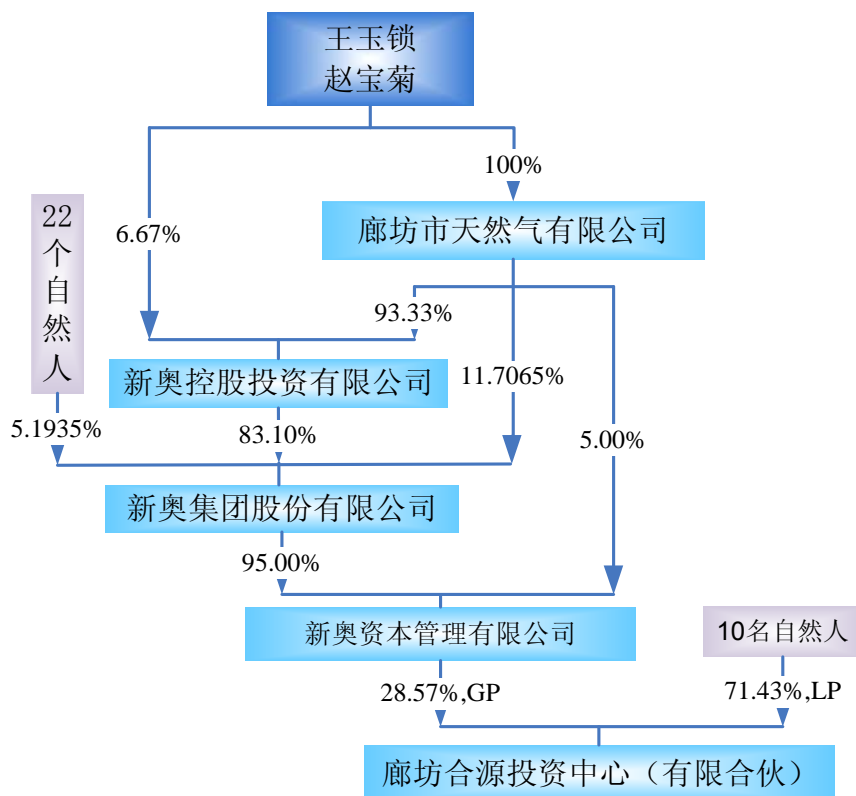 王玉锁
赵宝菊
100%
22
个
自
然
人
6.67%
廊坊市天然气有限公司
93.33%
新奥控股投资有限公司
11.7065%
5.1935%
83.10%
5.00%
新奥集团股份有限公司
95.00%
新奥资本管理有限公司
10名自然人
28.57%,GP
71.43%,LP
廊坊合源投资中心（有限合伙）